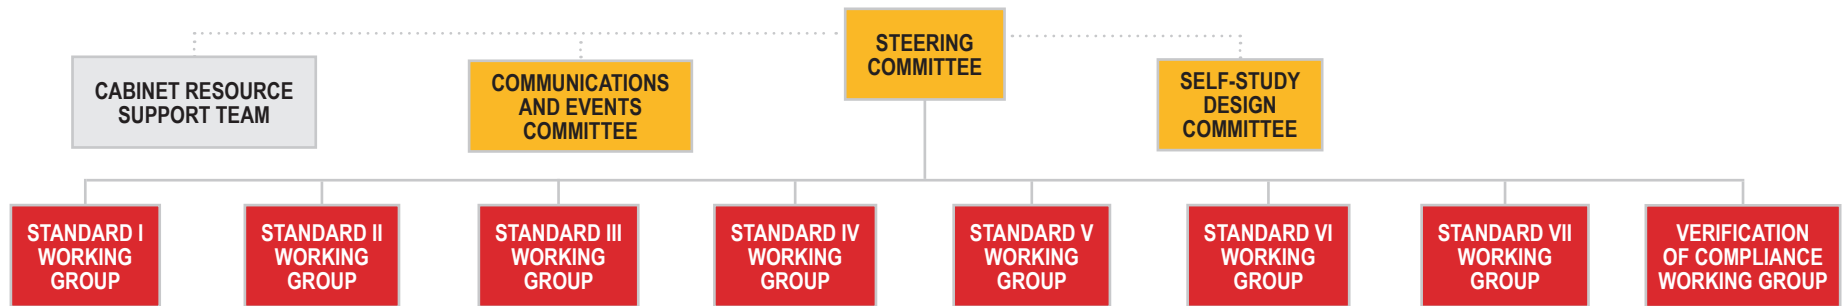 STEERING
COMMITTEE
CABINET RESOURCE
SUPPORT TEAM
COMMUNICATIONS
AND EVENTS
COMMITTEE
SELF-STUDY
DESIGN
COMMITTEE
STANDARD I
WORKING
GROUP
STANDARD II
WORKING
GROUP
STANDARD III
WORKING
GROUP
STANDARD IV
WORKING
GROUP
STANDARD V
WORKING
GROUP
STANDARD VI
WORKING
GROUP
STANDARD VII
WORKING
GROUP
VERIFICATION
OF COMPLIANCE
WORKING GROUP